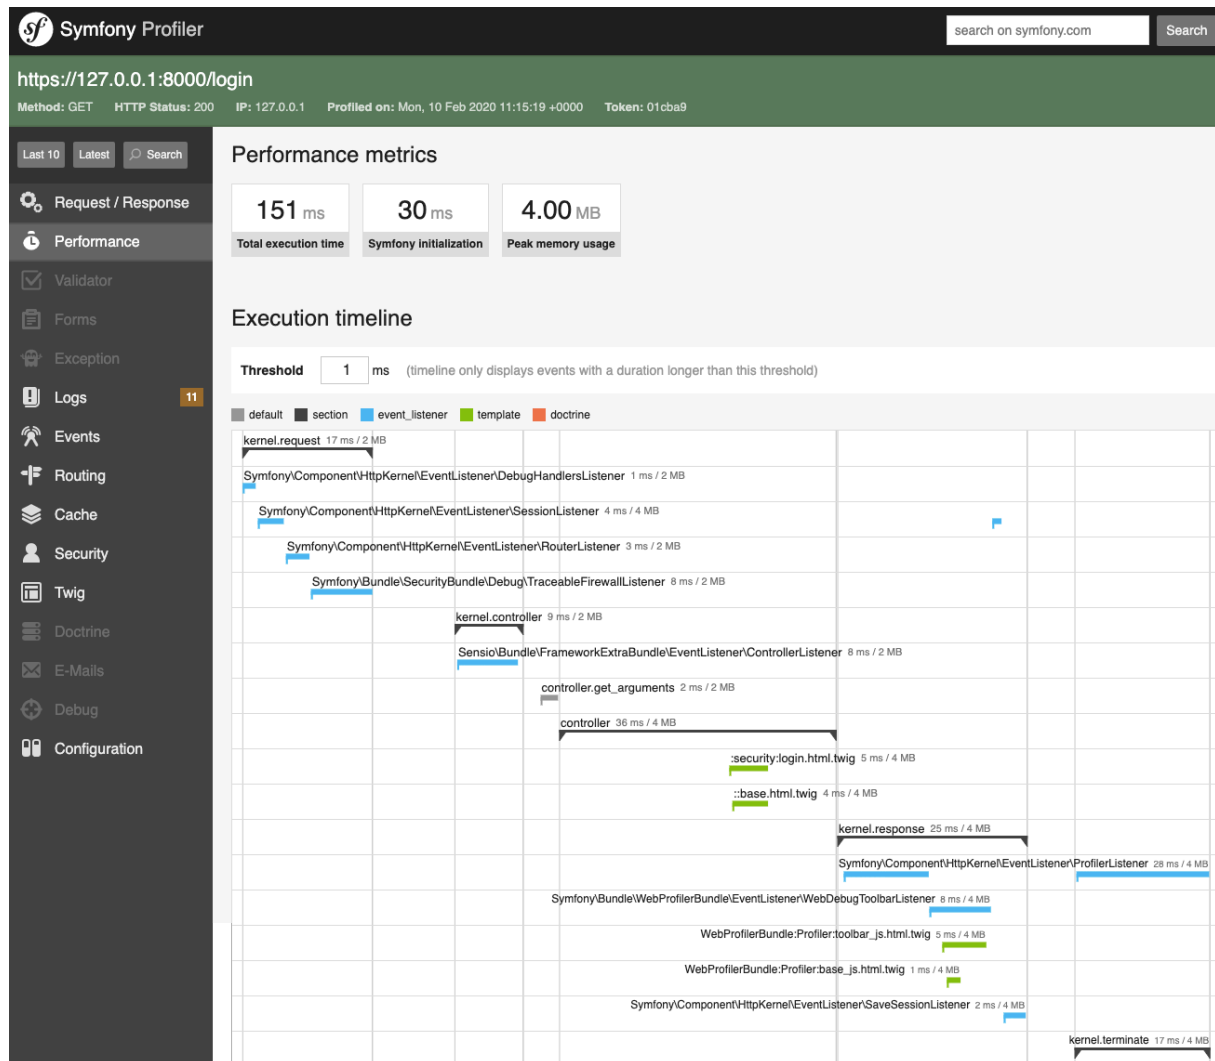 Symfony Profiler
search on symfony.com
Search
https://127.0.0.1:8000/login
Method: GET HTTP Status: 200 IP: 127.0.0.1 Profiled on: Mon, 10 Feb 2020 11:15:19 +0000 Token: 01cba9
Last 10
Latest
Search
Request / Response
Performance
Validator
Forms
Exception
Logs 11
Events
Routing
Cache
Security
Twig
Doctrine
E-Mails
Debug
Configuration
Performance metrics
151 ms
Total execution time
30 ms
Symfony initialization
4.00 MB
Peak memory usage
Execution timeline
Threshold 1 ms (timeline only displays events with a duration longer than this threshold)
default section event_listener template doctrine
kernel.request 17 ms / 2 MB
Symfony\Component\HttpKernel\EventListener\DebugHandlersListener 1 ms / 2 MB
Symfony\Component\HttpKernel\EventListener\SessionListener 4 ms / 4 MB
Symfony\Component\HttpKernel\EventListener\RouterListener 3 ms / 2 MB
Symfony\Bundle\SecurityBundle\Debug\TraceableFirewallListener 8 ms / 2 MB
kernel.controller 9 ms / 2 MB
Sensio\Bundle\FrameworkExtraBundle\EventListener\ControllerListener 8 ms / 2 MB
controller.get_arguments 2 ms / 2 MB
controller 36 ms / 4 MB
:security:login.html.twig 5 ms / 4 MB
::base.html.twig 4 ms / 4 MB
kernel.response 25 ms / 4 MB
Symfony\Component\HttpKernel\EventListener\ProfilerListener 28 ms / 4 MB
Symfony\Bundle\WebProfilerBundle\EventListener\WebDebugToolbarListener 8 ms / 4 MB
WebProfilerBundle:Profiler:toolbar_js.html.twig 5 ms / 4 MB
WebProfilerBundle:Profiler:base_js.html.twig 1 ms / 4 MB
Symfony\Component\HttpKernel\EventListener\SaveSessionListener 2 ms / 4 MB
kernel.terminate 17 ms / 4 MB